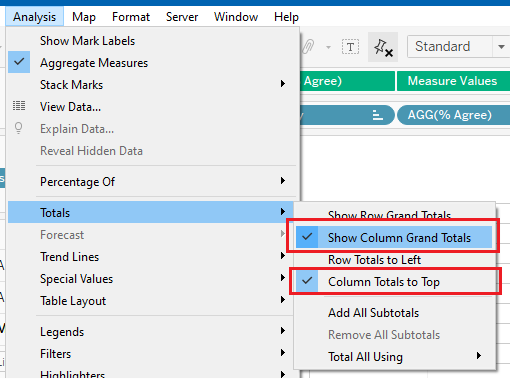 Analysis Map Format Server Window Help
Show Mark Labels
Aggregate Measures
Stack Marks
View Data...
Explain Data...
Reveal Hidden Data
Percentage Of
Totals
Forecast
Trend Lines
Special Values
Table Layout
Legends
Filters
Highlighters
T
Standard
Agree)
Measure Values
AGG(% Agree)
Show Row Grand Totals
Show Column Grand Totals
Row Totals to Left
Column Totals to Top
Add All Subtotals
Remove All Subtotals
Total All Using